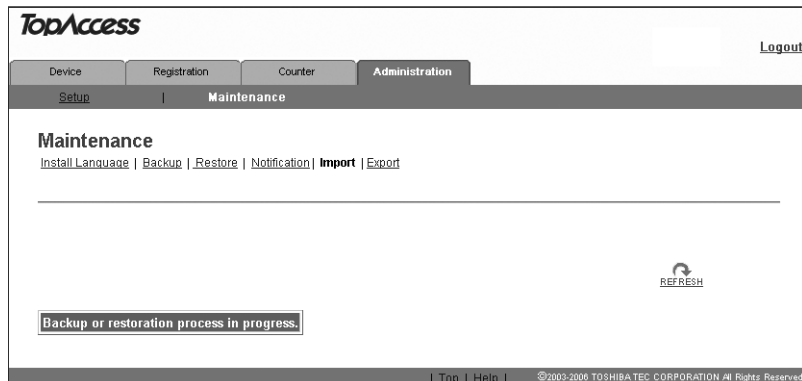 TopAccess
Logout
Device Registration Counter Administration
Setup | Maintenance
Maintenance
Install Language | Backup | Restore | Notification | Import | Export
REFRESH
Backup or restoration process in progress.
| Top | Help | ©2003-2006 TOSHIBA TEC CORPORATION All Rights Reserved